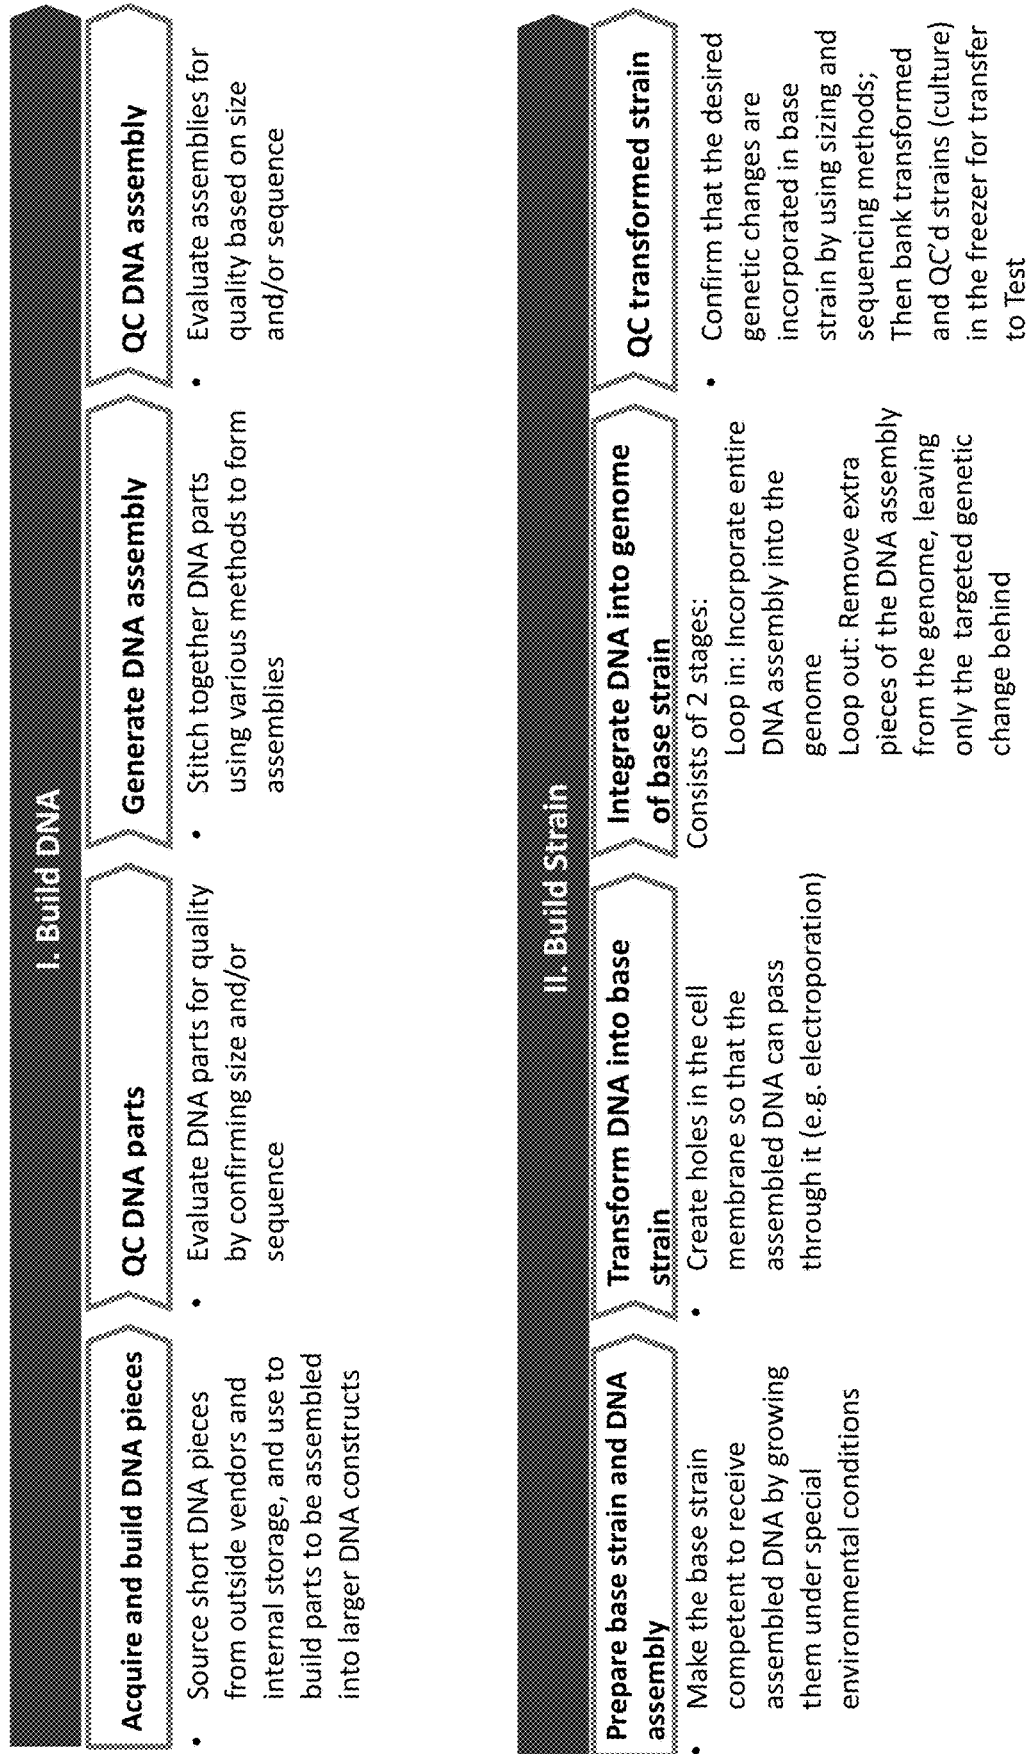 I. Build DNA
Acquire and build DNA pieces
• Source short DNA pieces
from outside vendors and
internal storage, and use to
build parts to be assembled
into larger DNA constructs
QC DNA parts
• Evaluate DNA parts for quality
by confirming size and/or
sequence
Generate DNA assembly
• Stitch together DNA parts
using various methods to form
assemblies
QC DNA assembly
• Evaluate assemblies for
quality based on size
and/or sequence
II. Build Strain
Prepare base strain and DNA
assembly
• Make the base strain
competent to receive
assembled DNA by growing
them under special
environmental conditions
Transform DNA into base
strain
• Create holes in the cell
membrane so that the
assembled DNA can pass
through it (e.g. electroporation)
Integrate DNA into genome
of base strain
Consists of 2 stages:
Loop in: Incorporate entire
DNA assembly into the
genome
Loop out: Remove extra
pieces of the DNA assembly
from the genome, leaving
only the targeted genetic
change behind
QC transformed strain
• Confirm that the desired
genetic changes are
incorporated in base
strain by using sizing and
sequencing methods;
Then bank transformed
and QC'd strains (culture)
in the freezer for transfer
to Test